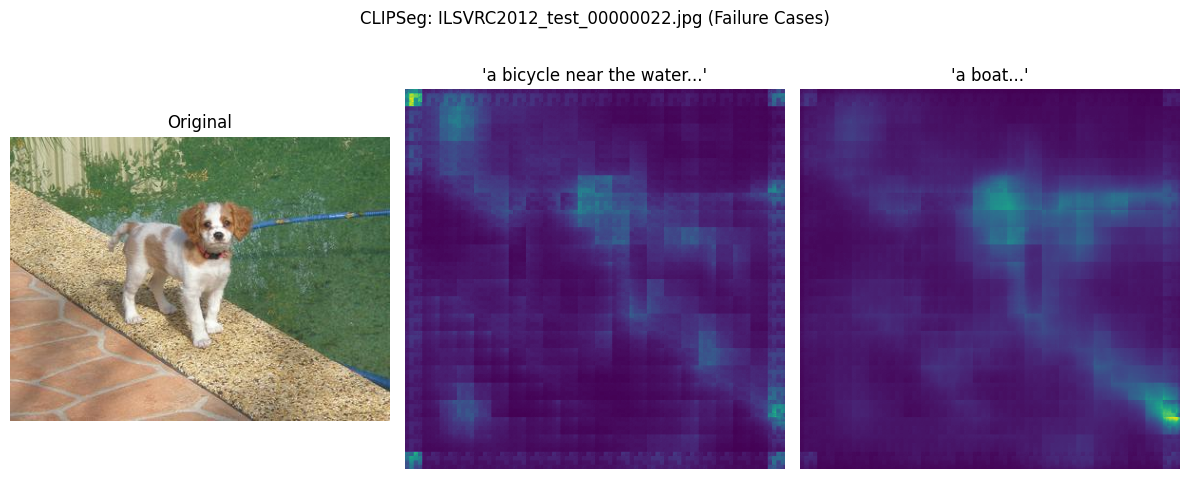 CLIPSeg: ILSVRC2012_test_00000022.jpg (Failure Cases)
Original
'a bicycle near the water...'
'a boat...'